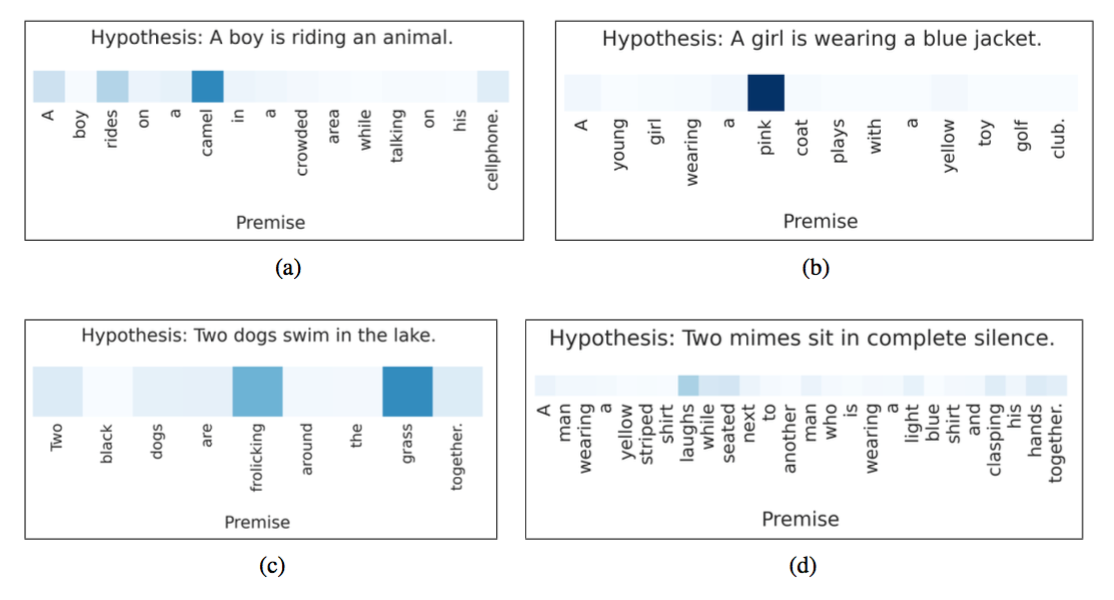 Hypothesis: A boy is riding an animal.
A boy rides on a camel in a crowded area while talking on his cellphone.
Premise
(a)
Hypothesis: A girl is wearing a blue jacket.
A young girl wearing a pink coat plays with a yellow toy golf club.
Premise
(b)
Hypothesis: Two dogs swim in the lake.
Two black dogs are frolicking around the grass together.
Premise
(c)
Hypothesis: Two mimes sit in complete silence.
A man wearing a yellow striped shirt laughs while seated next to another man who is wearing a light blue shirt and clasping his hands together.
Premise
(d)